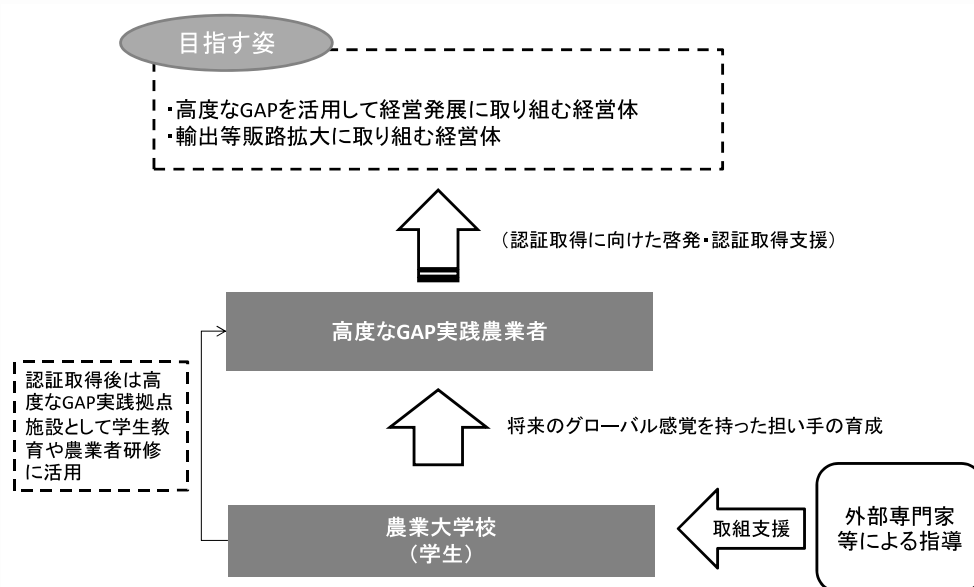 目指す姿
・高度なGAPを活用して経営発展に取り組む経営体
・輸出等販路拡大に取り組む経営体
（認証取得に向けた啓発・認証取得支援）
高度なGAP実践農業者
認証取得後は高
度なGAP実践拠点
施設として学生教
育や農業者研修
に活用
将来のグローバル感覚を持った担い手の育成
農業大学校
（学生）
取組支援
外部専門家
等による指導